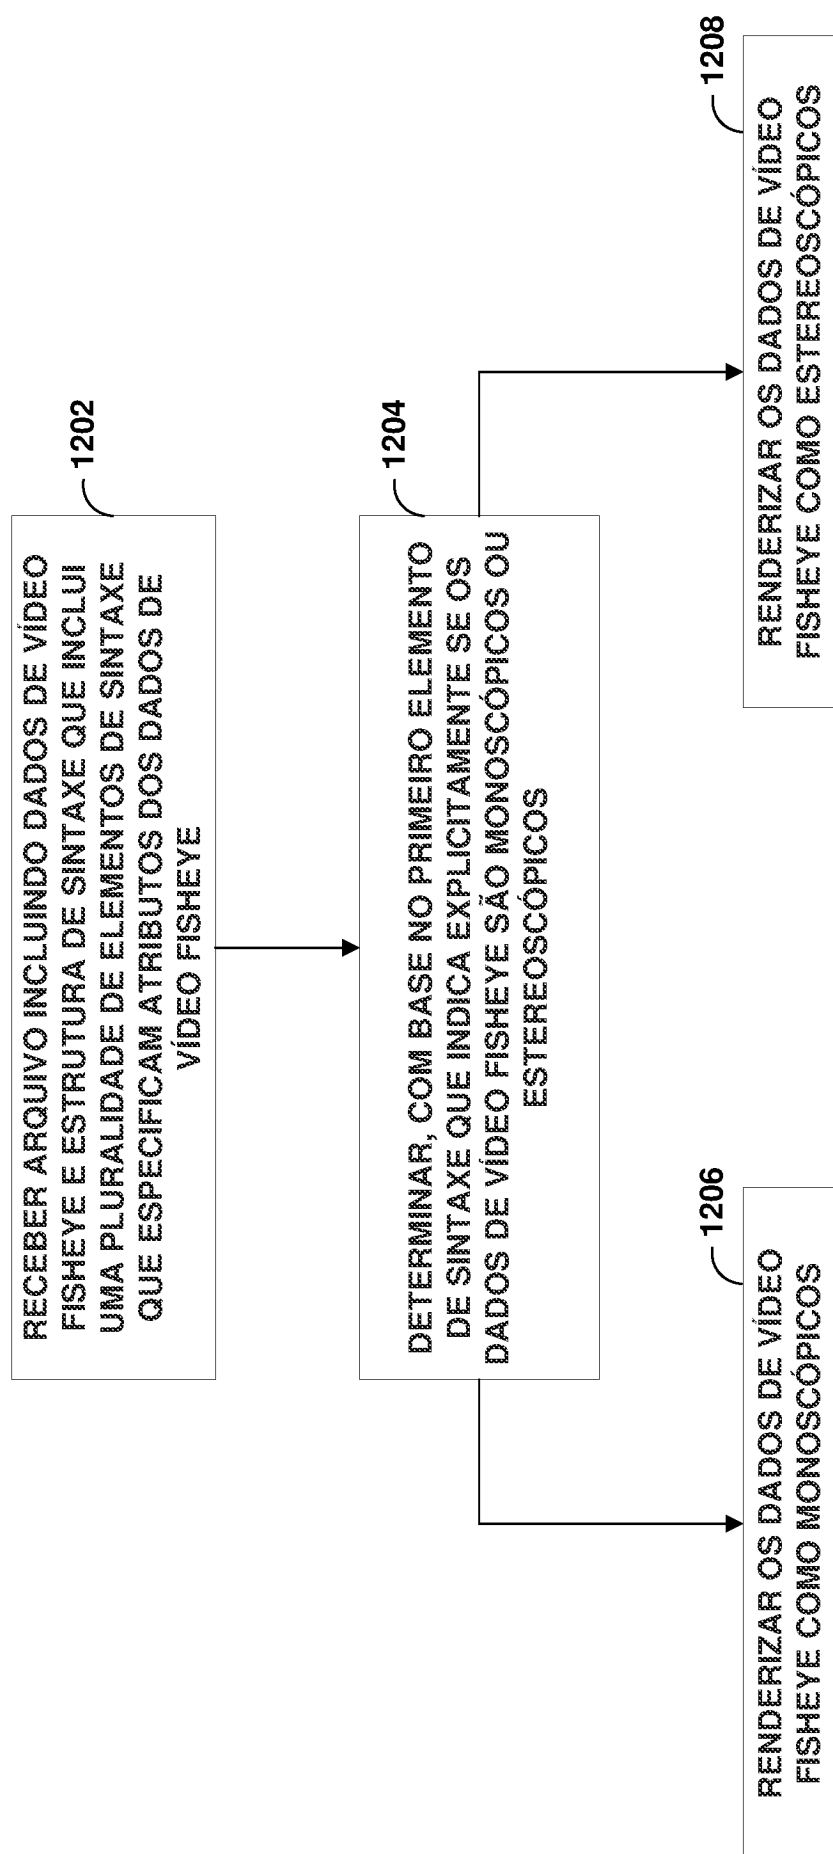 1202
RECEBER ARQUIVO INCLUINDO DADOS DE VÍDEO
FISHEYE E ESTRUTURA DE SINTAXE QUE INCLUI
UMA PLURALIDADE DE ELEMENTOS DE SINTAXE
QUE ESPECIFICAM ATRIBUTOS DOS DADOS DE
VÍDEO FISHEYE
1204
DETERMINAR, COM BASE NO PRIMEIRO ELEMENTO
DE SINTAXE QUE INDICA EXPLICITAMENTE SE OS
DADOS DE VÍDEO FISHEYE SÃO MONOSCÓPICOS OU
ESTEREOSCÓPICOS
1206
RENDERIZAR OS DADOS DE VÍDEO
FISHEYE COMO MONOSCÓPICOS
1208
RENDERIZAR OS DADOS DE VÍDEO
FISHEYE COMO ESTEREOSCÓPICOS